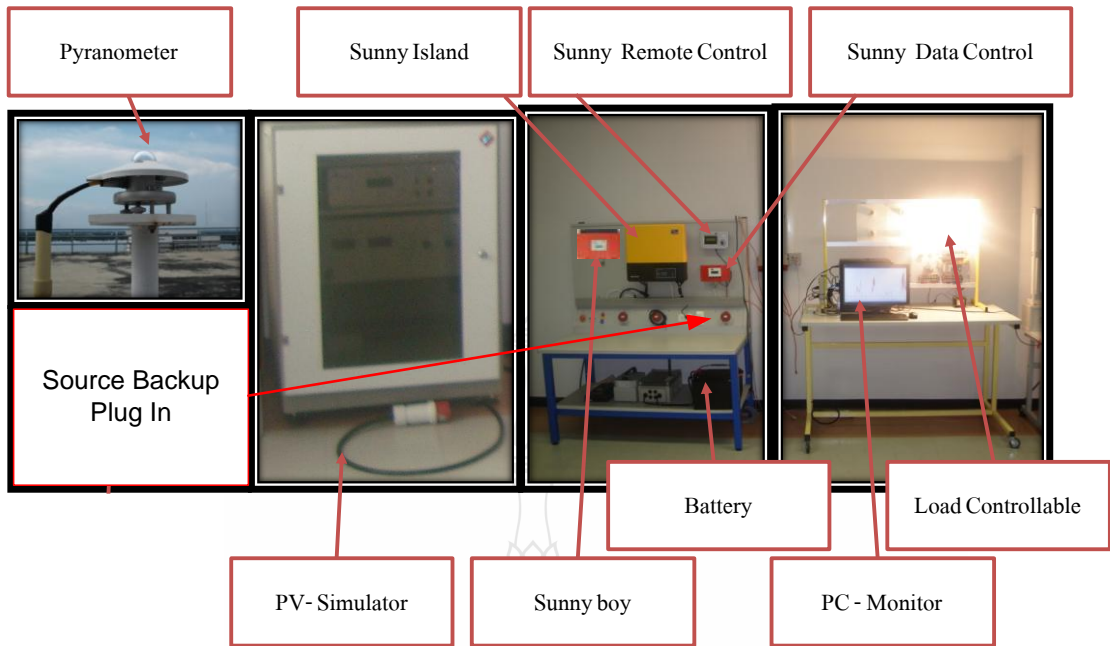 Pyranometer
Sunny Island
Sunny Remote Control
Sunny Data Control
Source Backup
Plug In
Battery
Load Controllable
PV- Simulator
Sunny boy
PC - Monitor